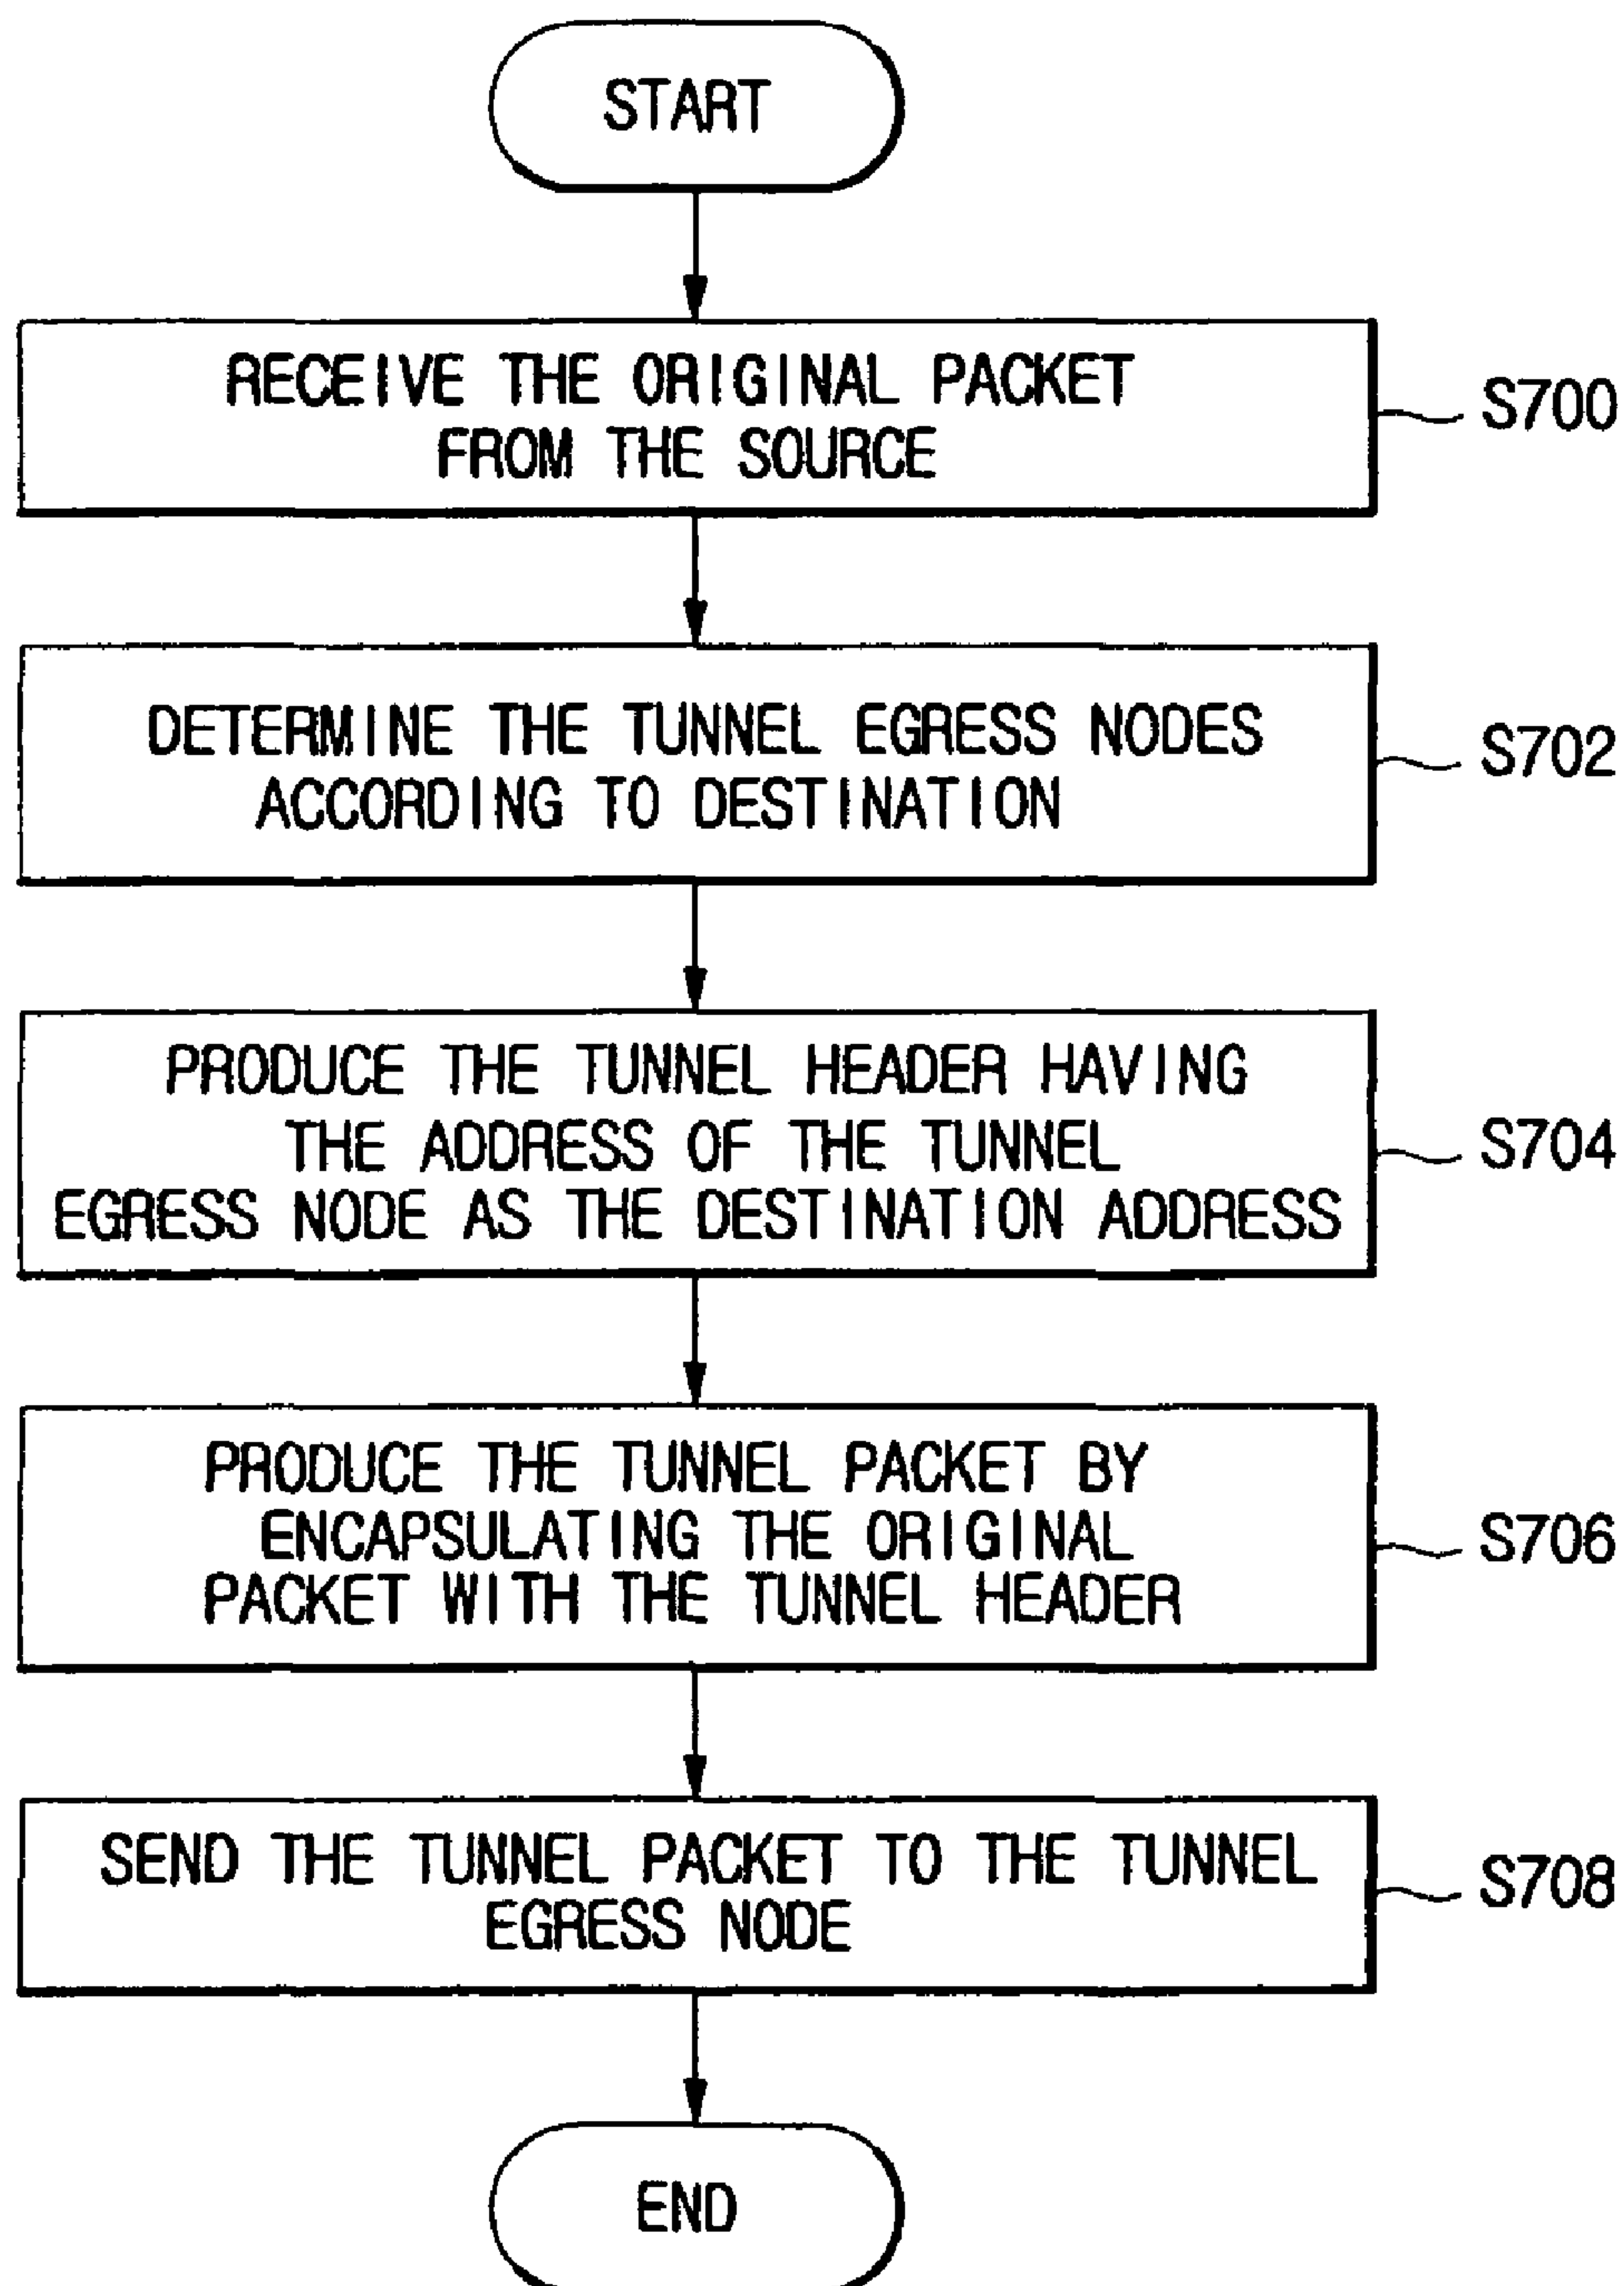 START
RECEIVE THE ORIGINAL PACKET
FROM THE SOURCE
S700
DETERMINE THE TUNNEL EGRESS NODES
ACCORDING TO DESTINATION
S702
PRODUCE THE TUNNEL HEADER HAVING
THE ADDRESS OF THE TUNNEL
EGRESS NODE AS THE DESTINATION ADDRESS
S704
PRODUCE THE TUNNEL PACKET BY
ENCAPSULATING THE ORIGINAL
PACKET WITH THE TUNNEL HEADER
S706
SEND THE TUNNEL PACKET TO THE TUNNEL
EGRESS NODE
S708
END